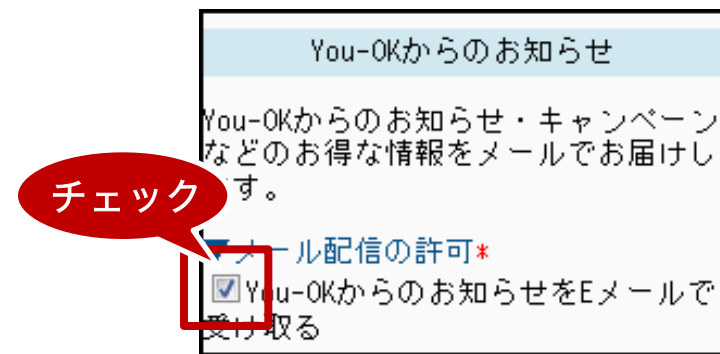 You-OKからのお知らせ
You-OKからのお知らせ・キャンペーン
などのお得な情報をメールでお届けし
す。
チェック
▼メール配信の許可*
You-OKからのお知らせをEメールで
受け取る